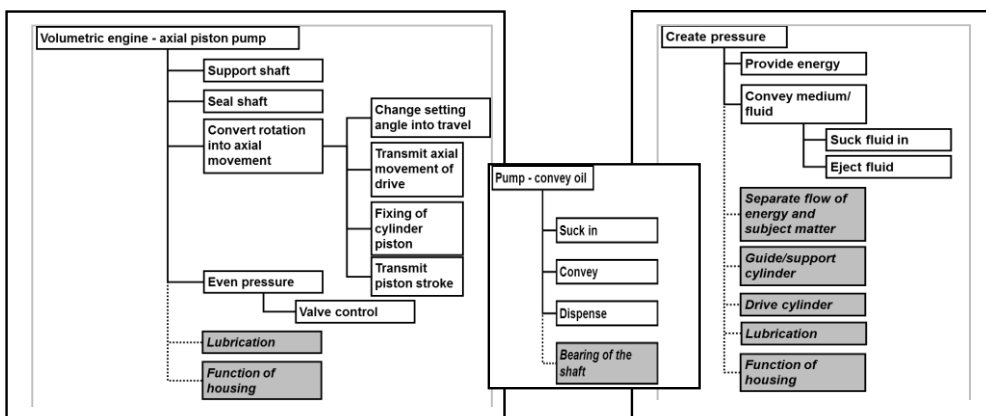 Volumetric engine - axial piston pump
Support shaft
Seal shaft
Convert rotation
into axial
movement
Change setting
angle into travel
Transmit axial
movement of
drive
Fixing of
cylinder
piston
Transmit
piston stroke
Even pressure
Valve control
Lubrication
Function of
housing
Pump - convey oil
Suck in
Convey
Dispense
Bearing of the
shaft
Create pressure
Provide energy
Convey medium/
fluid
Suck fluid in
Eject fluid
Separate flow of
energy and
subject matter
Guide/support
cylinder
Drive cylinder
Lubrication
Function of
housing